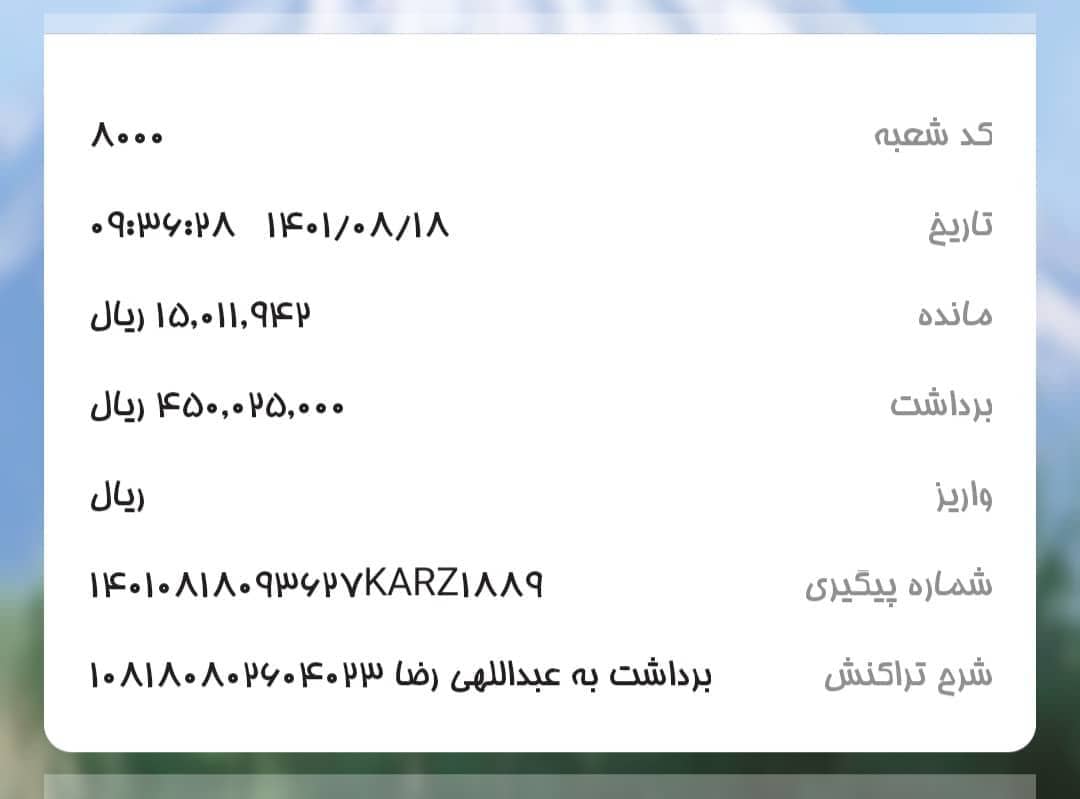 کد شعبه ۸۰۰۰
تاریخ ۱۴۰۱/۰۸/۱۸ ۰۹:۳۶:۲۸
مانده ۱۵,۰۱۱,۹۴۲ ریال
برداشت ۴۵۰,۰۲۵,۰۰۰ ریال
واریز ریال
شماره پیگیری ۱۴۰۱۰۸۱۸۰۹۳۶۲۷KARZ۱۸۸۹
شرح تراکنش برداشت به عبداللهی رضا ۱۰۸۱۸۰۸۰۲۶۰۴۰۲۳